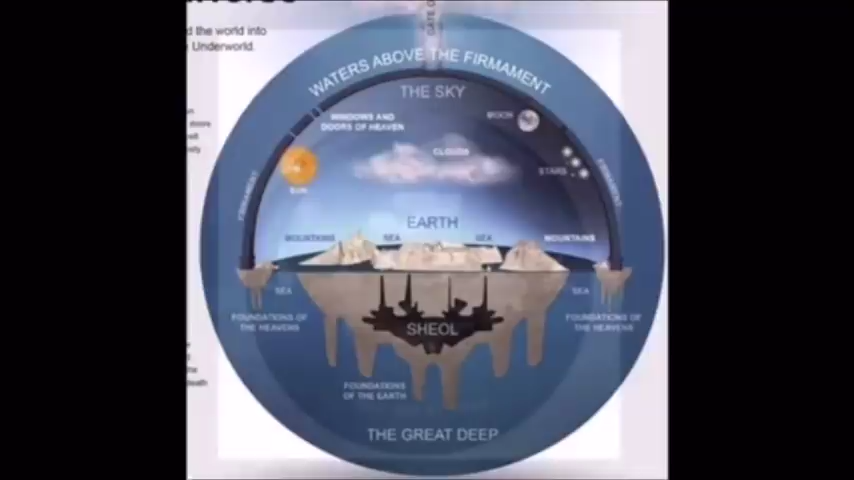 d the world into
Underworld.
GATE O
WATERS ABOVE THE FIRMAMENT
THE SKY
WINDOWS AND
DOORS OF HEAVEN
MOON
CLOUDS
STARS
SUN
FIRMAMENT
FIRMAMENT
EARTH
MOUNTAINS
SEA
SEA
MOUNTAINS
SEA
SEA
FOUNDATIONS OF
THE HEAVENS
FOUNDATIONS OF
THE HEAVENS
SHEOL
FOUNDATIONS
OF THE EARTH
THE GREAT DEEP
death